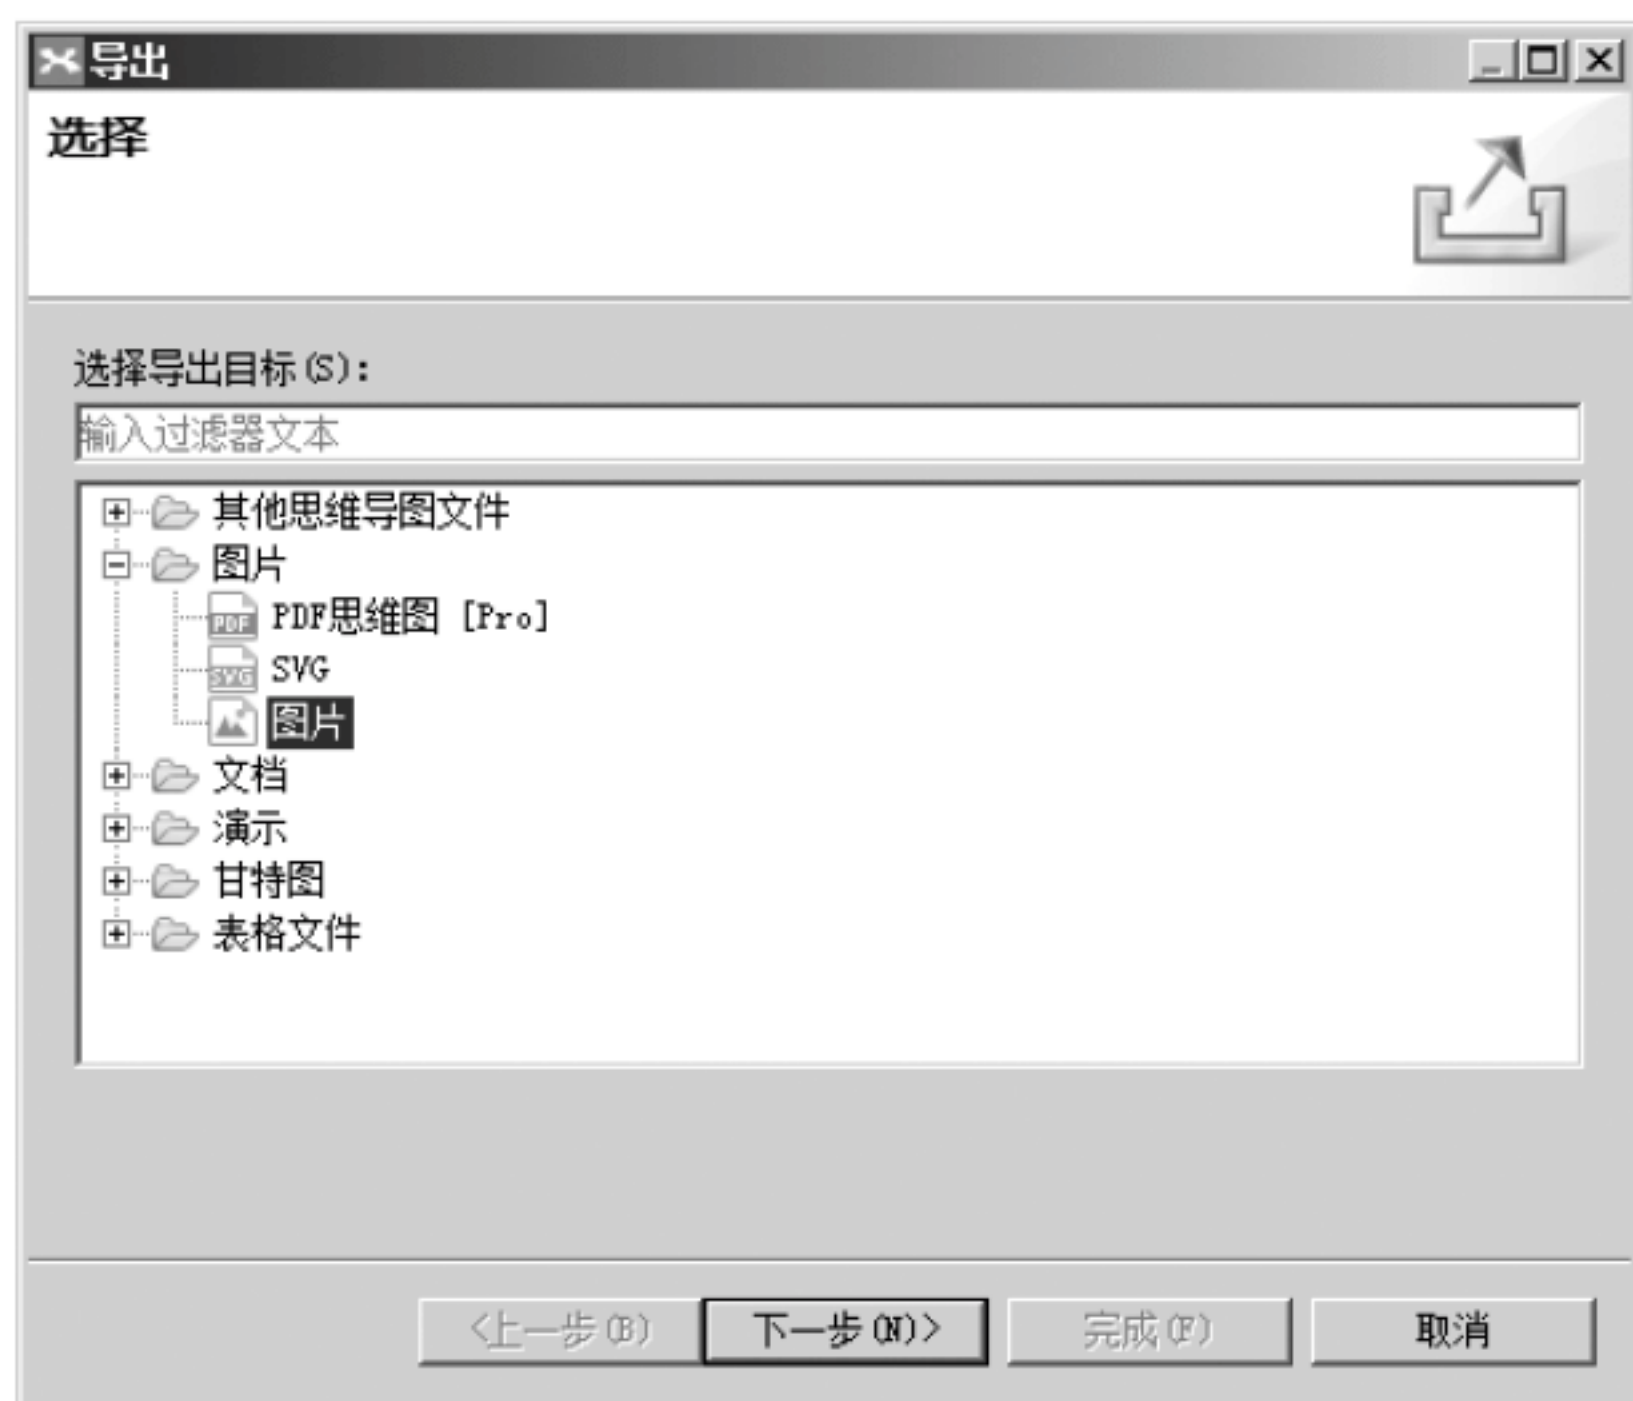 导出
选择
选择导出目标(S):
输入过滤器文本
其他思维导图文件
图片
PDF
PDF思维图 [Pro]
SVG
SVG
图片
文档
演示
甘特图
表格文件
<上一步(B) 下一步(N)> 完成(F) 取消